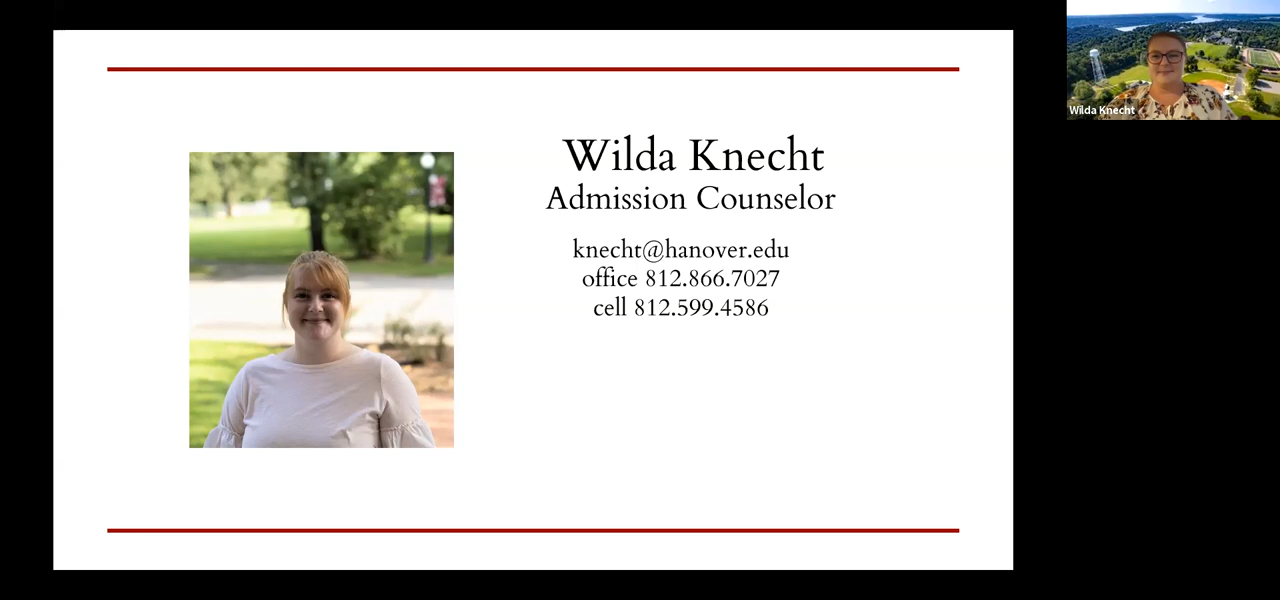 Wilda Knecht
Admission Counselor
knecht@hanover.edu
office 812.866.7027
cell 812.599.4586
Wilda Knecht